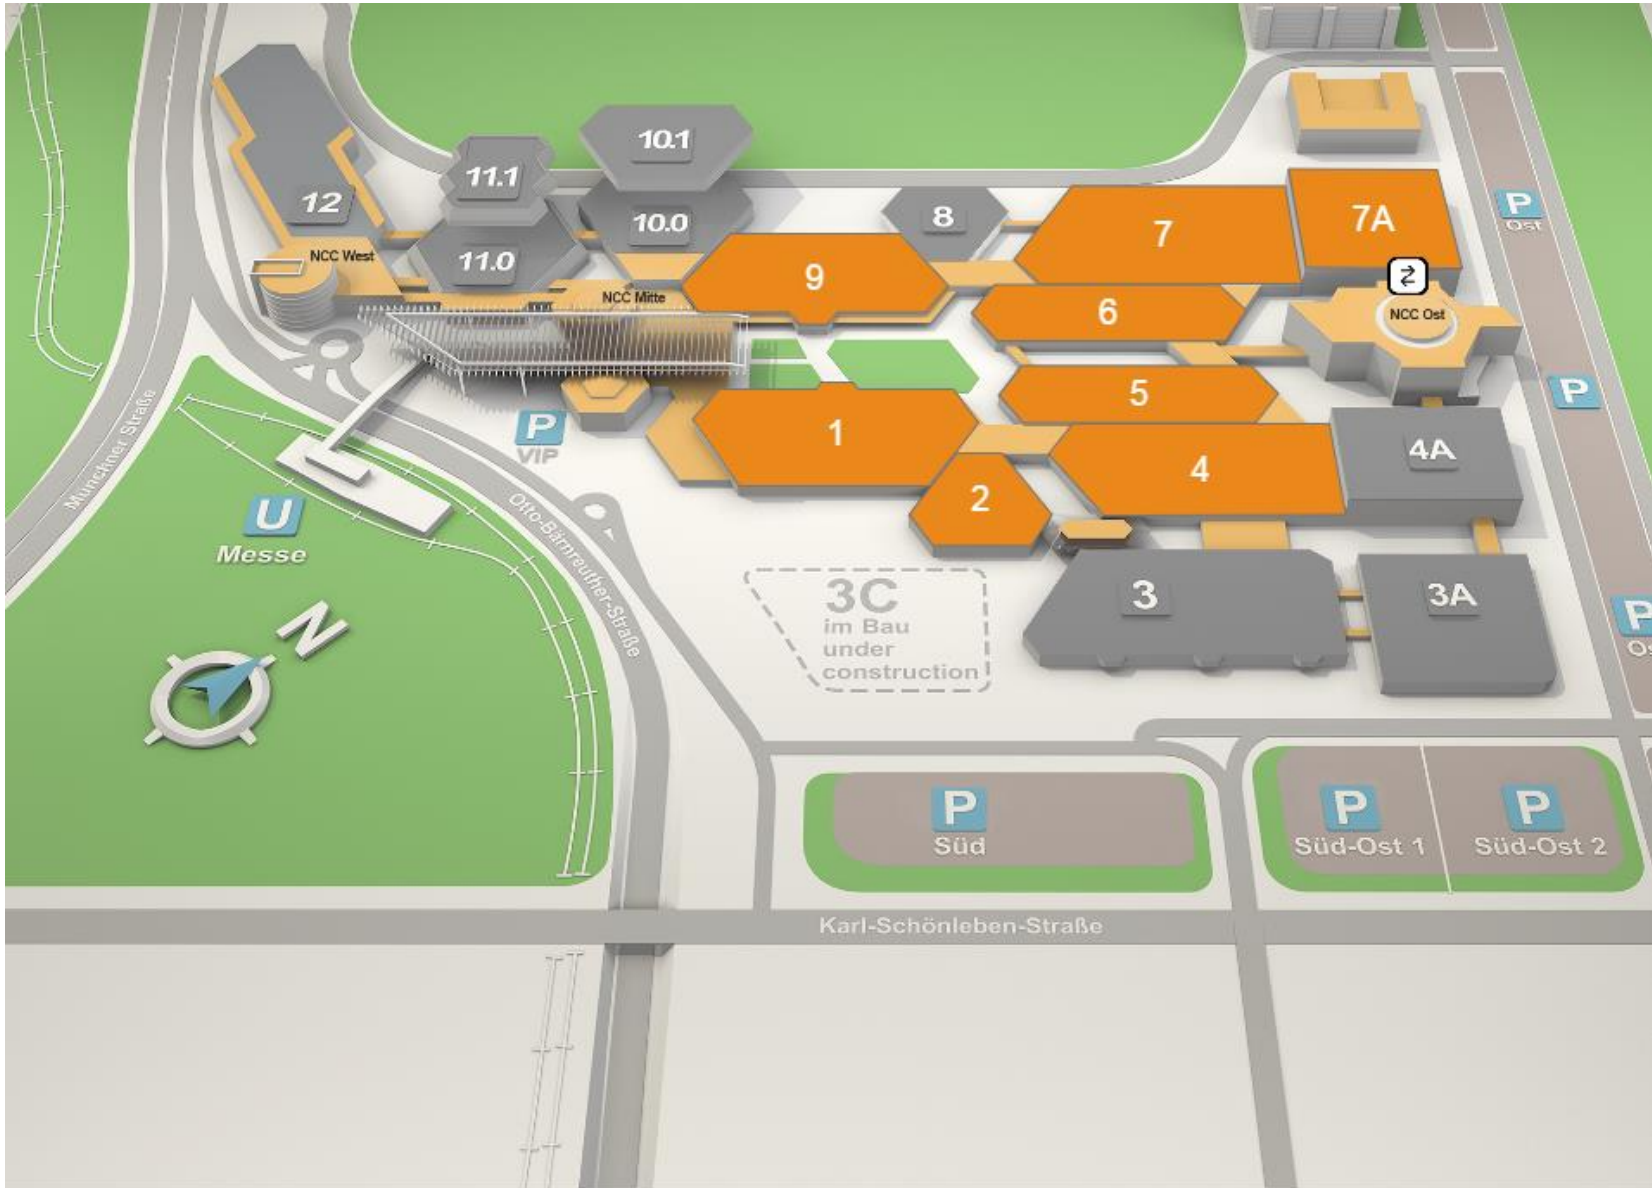 10.1
11.1
12
10.0
8
7
7A
P
Ost
NCC West
11.0
9
NCC Mitte
6
NCC Ost
5
P
1
P
VIP
4
4A
Münchner Straße
2
U
Messe
Otto-Bärnreuther-Straße
3C
im Bau
under
construction
3
3A
P
N
P
Süd
P
Süd-Ost 1
P
Süd-Ost 2
Karl-Schönleben-Straße